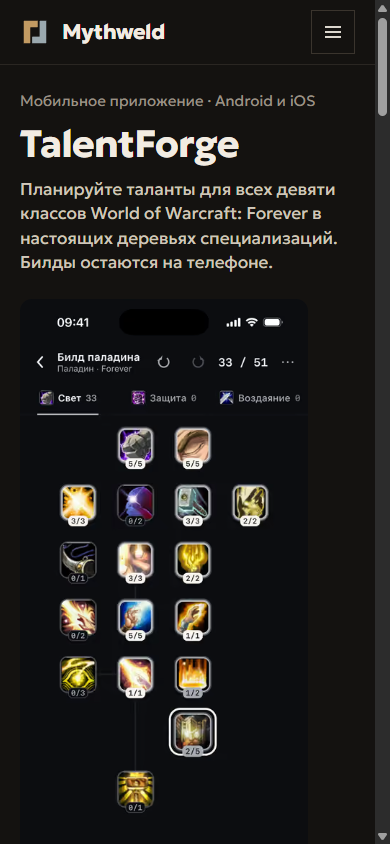 Mythweld
Мобильное приложение · Android и iOS
TalentForge
Планируйте таланты для всех девяти
классов World of Warcraft: Forever в
настоящих деревьях специализаций.
Билды остаются на телефоне.
09:41
Билд паладина
33 / 51
Паладин · Forever
Свет 33
Защита 0
Воздаяние 0
5/5
5/5
3/3
0/2
3/3
2/2
0/1
3/3
2/2
0/2
5/5
1/1
0/3
1/1
1/2
2/5
0/1